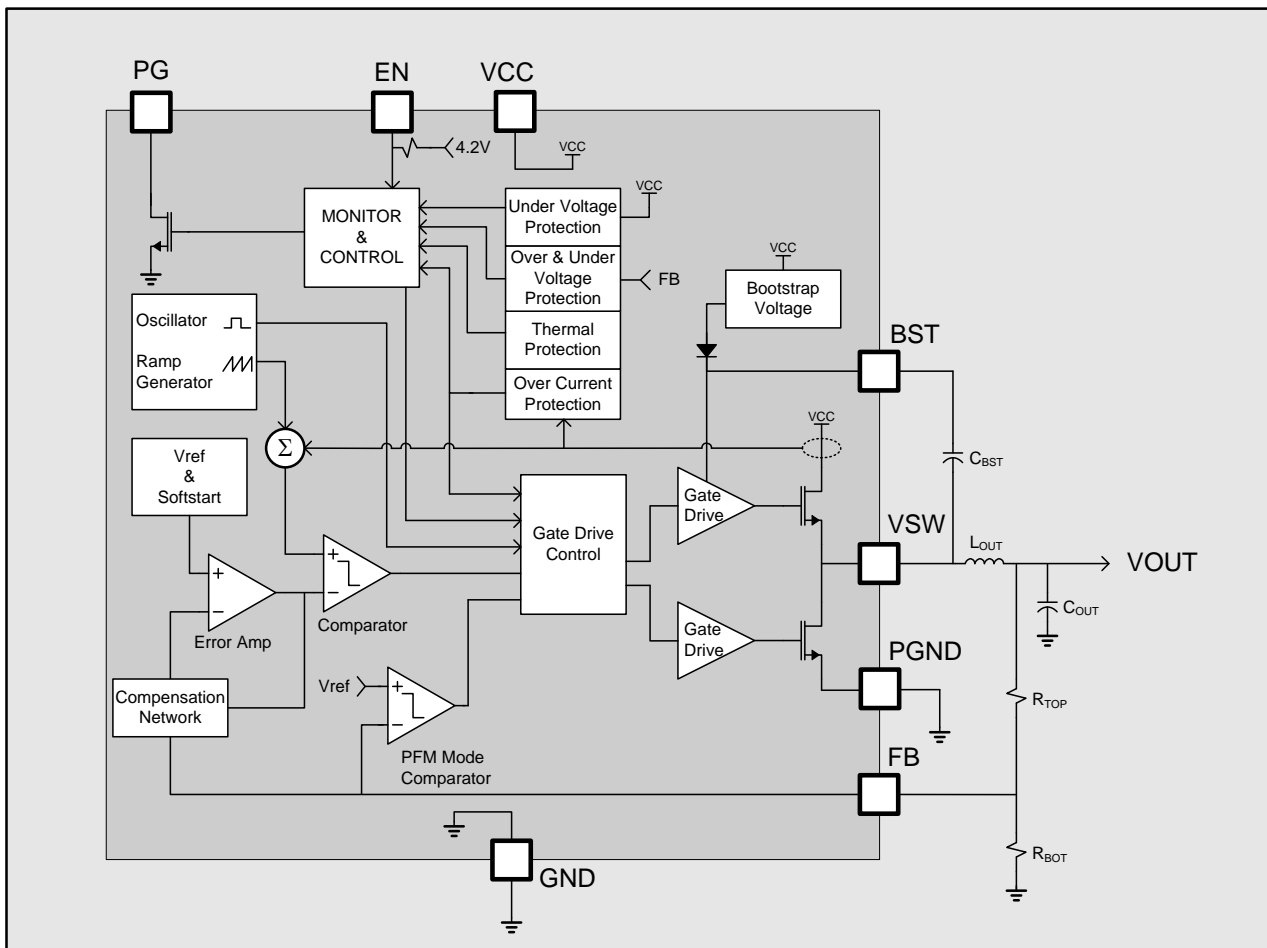 PG
EN
VCC
4.2V
VCC
VCC
MONITOR
&
CONTROL
Under Voltage
Protection
Over & Under
Voltage
Protection
FB
Thermal
Protection
Over Current
Protection
VCC
Bootstrap
Voltage
Oscillator
Ramp
Generator
BST
VCC
Σ
Vref
&
Softstart
CBST
Gate
Drive
VSW
Gate Drive
Control
LOUT
VOUT
+
−
Error Amp
+
−
Comparator
COUT
Gate
Drive
PGND
Compensation
Network
Vref
+
−
PFM Mode
Comparator
RTOP
FB
GND
RBOT